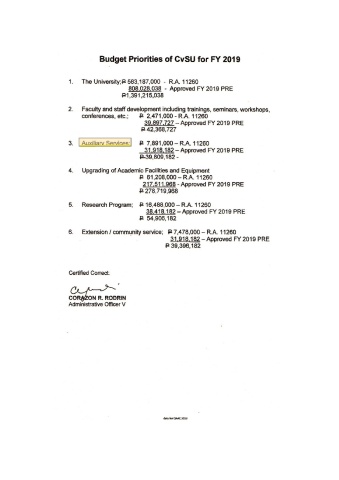 Budget Priorities of CvSU for FY 2019
1. The University; ₱ 583,187,000 - R.A. 11260
808,028,038 - Approved FY 2019 PRE
₱1,391,215,038
2. Faculty and staff development including trainings, seminars, workshops,
conferences, etc.; ₱ 2,471,000 - R.A. 11260
39,897,727 – Approved FY 2019 PRE
₱ 42,368,727
3. Auxiliary Services; ₱ 7,891,000 – R.A. 11260
31,918,182 – Approved FY 2019 PRE
₱ 39,809,182 -
4. Upgrading of Academic Facilities and Equipment
₱ 61,208,000 – R.A. 11260
217,511,968 - Approved FY 2019 PRE
₱ 278,719,968
5. Research Program; ₱ 16,488,000 – R.A. 11260
38,418,182 – Approved FY 2019 PRE
₱ 54,906,182
6. Extension / community service; ₱ 7,478,000 – R.A. 11260
31,918,182 – Approved FY 2019 PRE
₱ 39,396,182
Certified Correct:
CORAZON R. RODRIN
Administrative Officer V